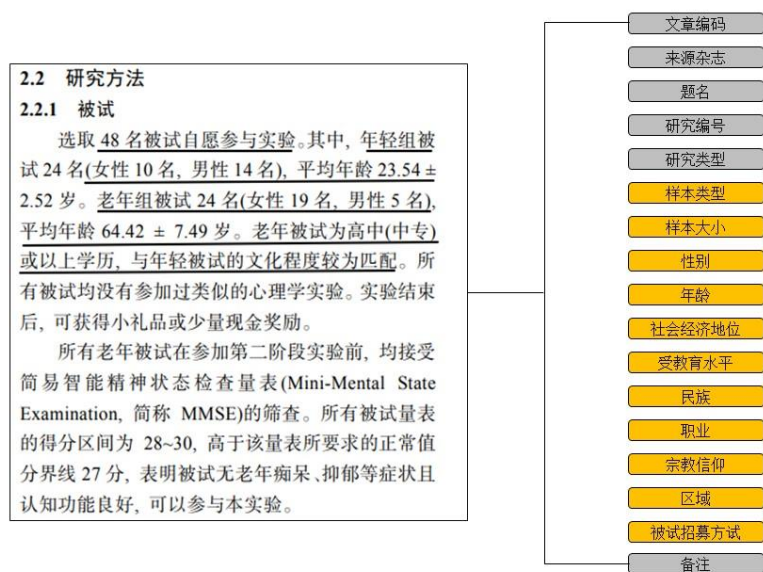 2.2 研究方法
2.2.1 被试
选取 48 名被试自愿参与实验。其中, 年轻组被
试 24 名(女性 10 名, 男性 14 名), 平均年龄 23.54 ±
2.52 岁。老年组被试 24 名(女性 19 名, 男性 5 名),
平均年龄 64.42 ± 7.49 岁。老年被试为高中(中专)
或以上学历, 与年轻被试的文化程度较为匹配。所
有被试均没有参加过类似的心理学实验。实验结束
后, 可获得小礼品或少量现金奖励。
所有老年被试在参加第二阶段实验前, 均接受
简易智能精神状态检查量表(Mini-Mental State
Examination, 简称 MMSE)的筛查。所有被试量表
的得分区间为 28~30, 高于该量表所要求的正常值
分界线 27 分, 表明被试无老年痴呆、抑郁等症状且
认知功能良好, 可以参与本实验。
文章编码
来源杂志
题名
研究编号
研究类型
样本类型
样本大小
性别
年龄
社会经济地位
受教育水平
民族
职业
宗教信仰
区域
被试招募方试
备注